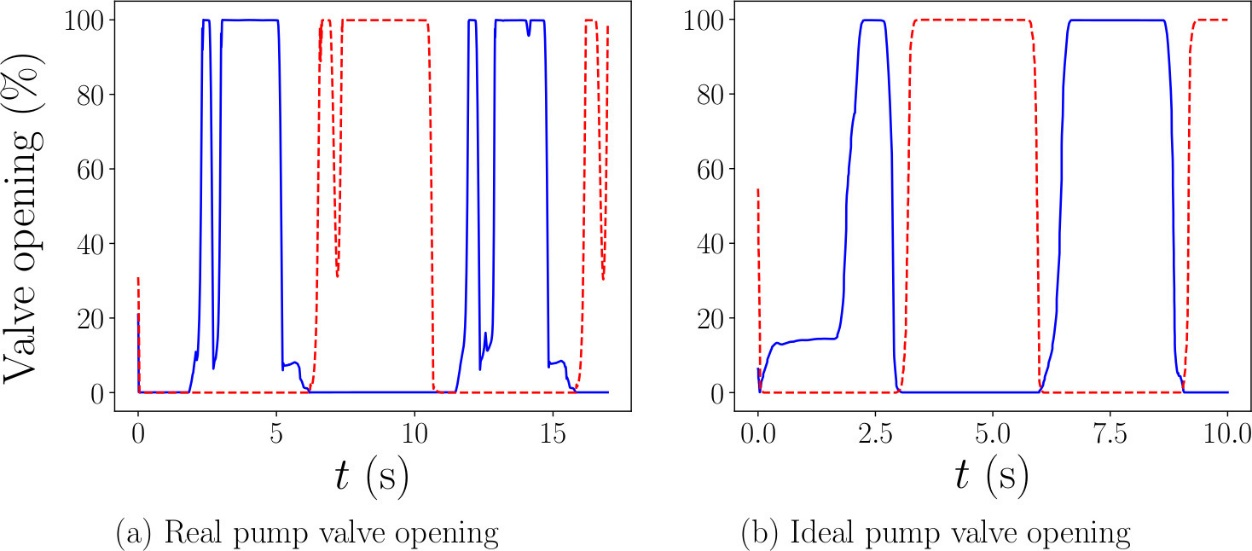 Valve opening (%)
100
80
60
40
20
0
0 5 10 15
t (s)
(a) Real pump valve opening
100
80
60
40
20
0
0.0 2.5 5.0 7.5 10.0
t (s)
(b) Ideal pump valve opening